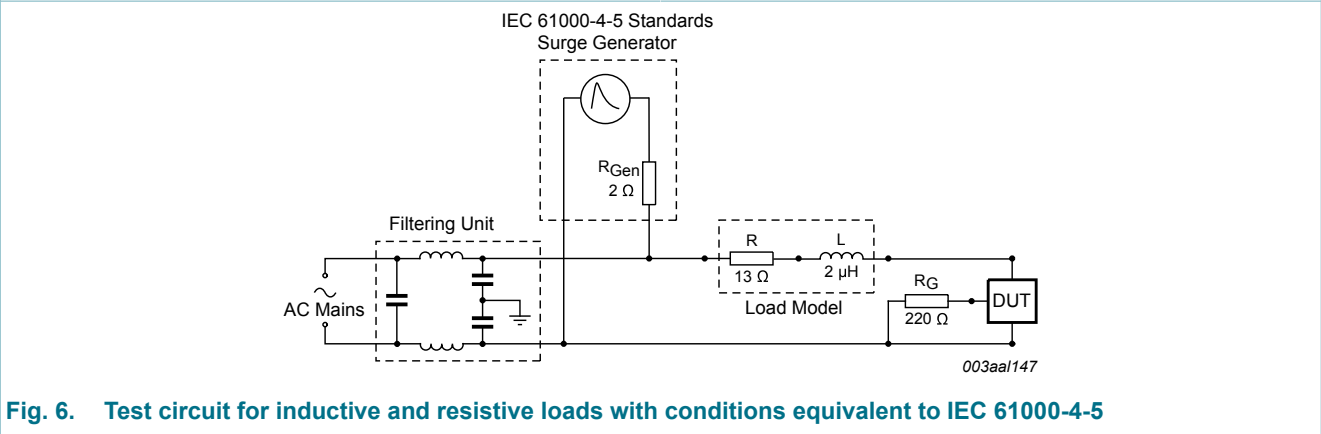 IEC 61000-4-5 Standards
Surge Generator
RGen
2 Ω
Filtering Unit
R
L
13 Ω
2 µH
Load Model
RG
220 Ω
DUT
AC Mains
003aal147
Fig. 6. Test circuit for inductive and resistive loads with conditions equivalent to IEC 61000-4-5